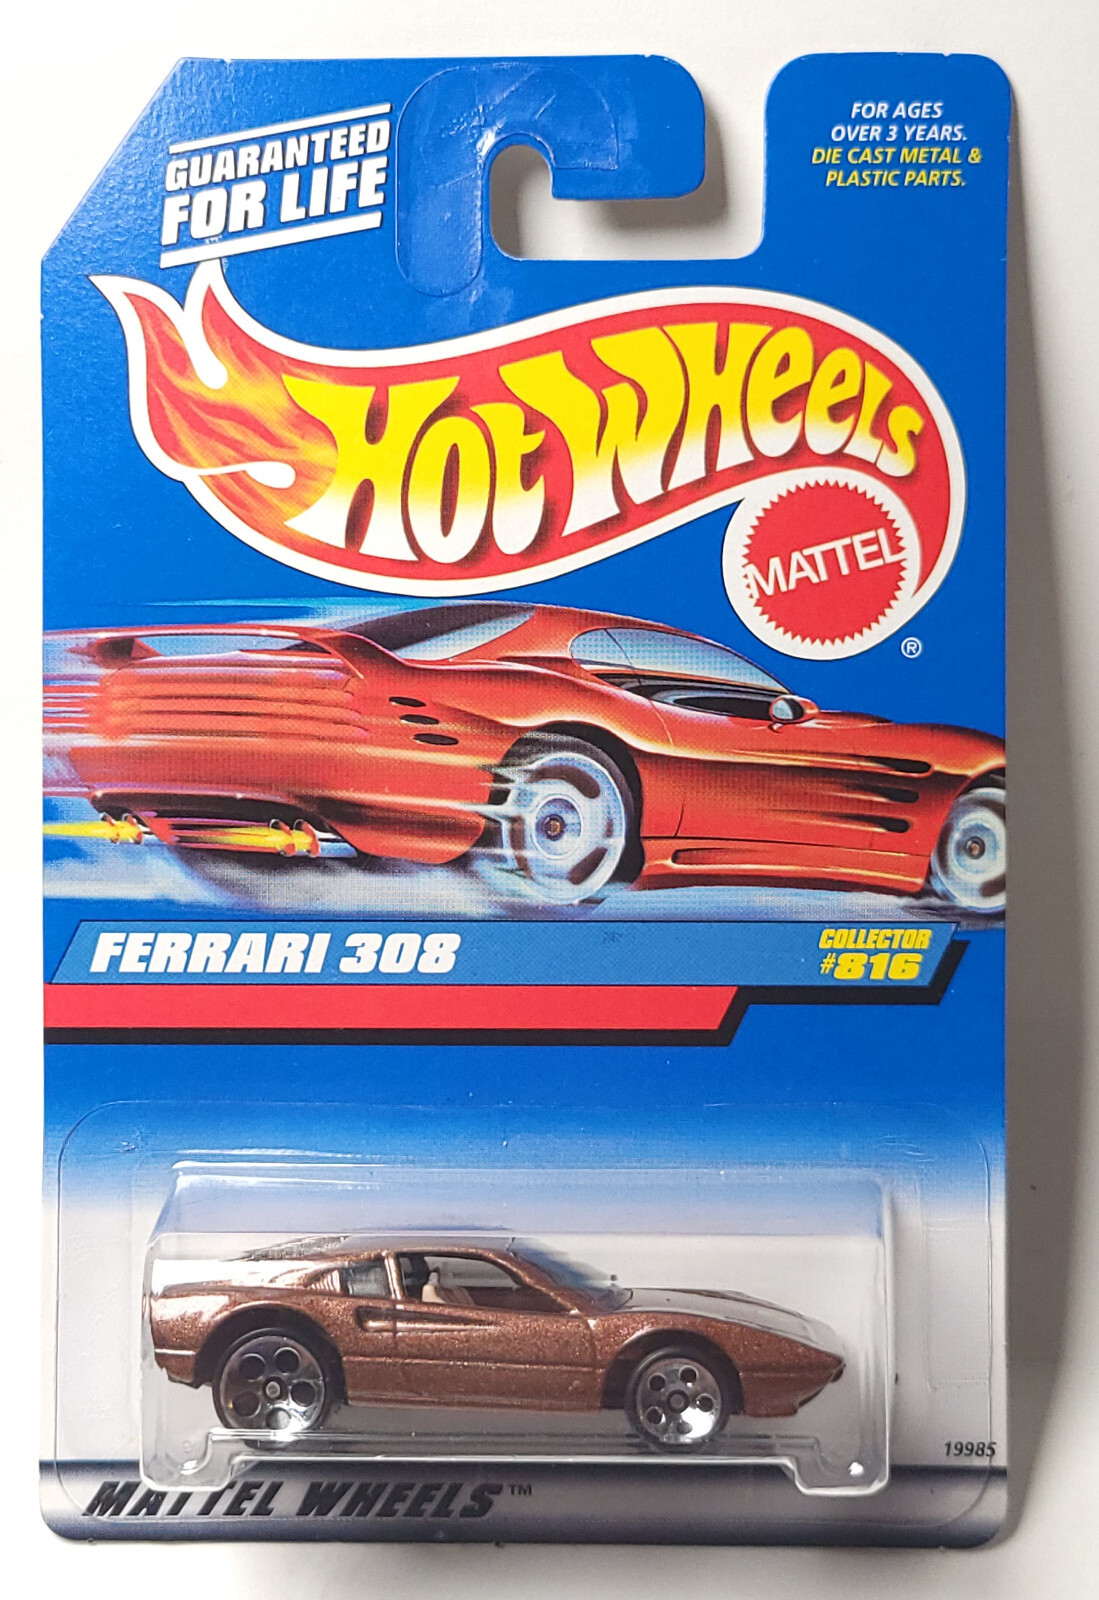 GUARANTEED
FOR LIFE
FOR AGES
OVER 3 YEARS.
DIE CAST METAL &
PLASTIC PARTS.
HOT WHEELS
MATTEL
®
FERRARI 308
COLLECTOR
#816
19985
MATTEL WHEELS™